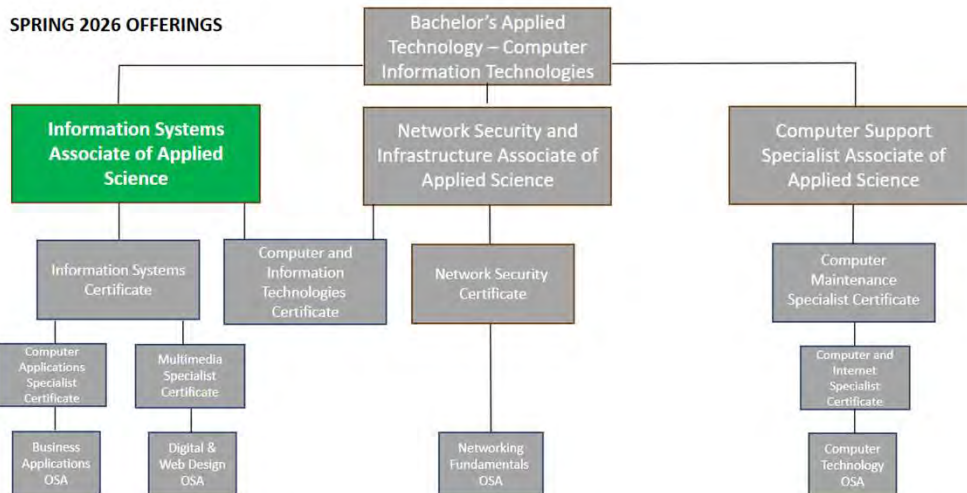 SPRING 2026 OFFERINGS
Bachelor's Applied
Technology – Computer
Information Technologies
Information Systems
Associate of Applied
Science
Network Security and
Infrastructure Associate of
Applied Science
Computer Support
Specialist Associate of
Applied Science
Information Systems
Certificate
Computer and
Information
Technologies
Certificate
Network Security
Certificate
Computer
Maintenance
Specialist Certificate
Computer
Applications
Specialist
Certificate
Multimedia
Specialist
Certificate
Computer and
Internet
Specialist
Certificate
Business
Applications
OSA
Digital &
Web Design
OSA
Networking
Fundamentals
OSA
Computer
Technology
OSA